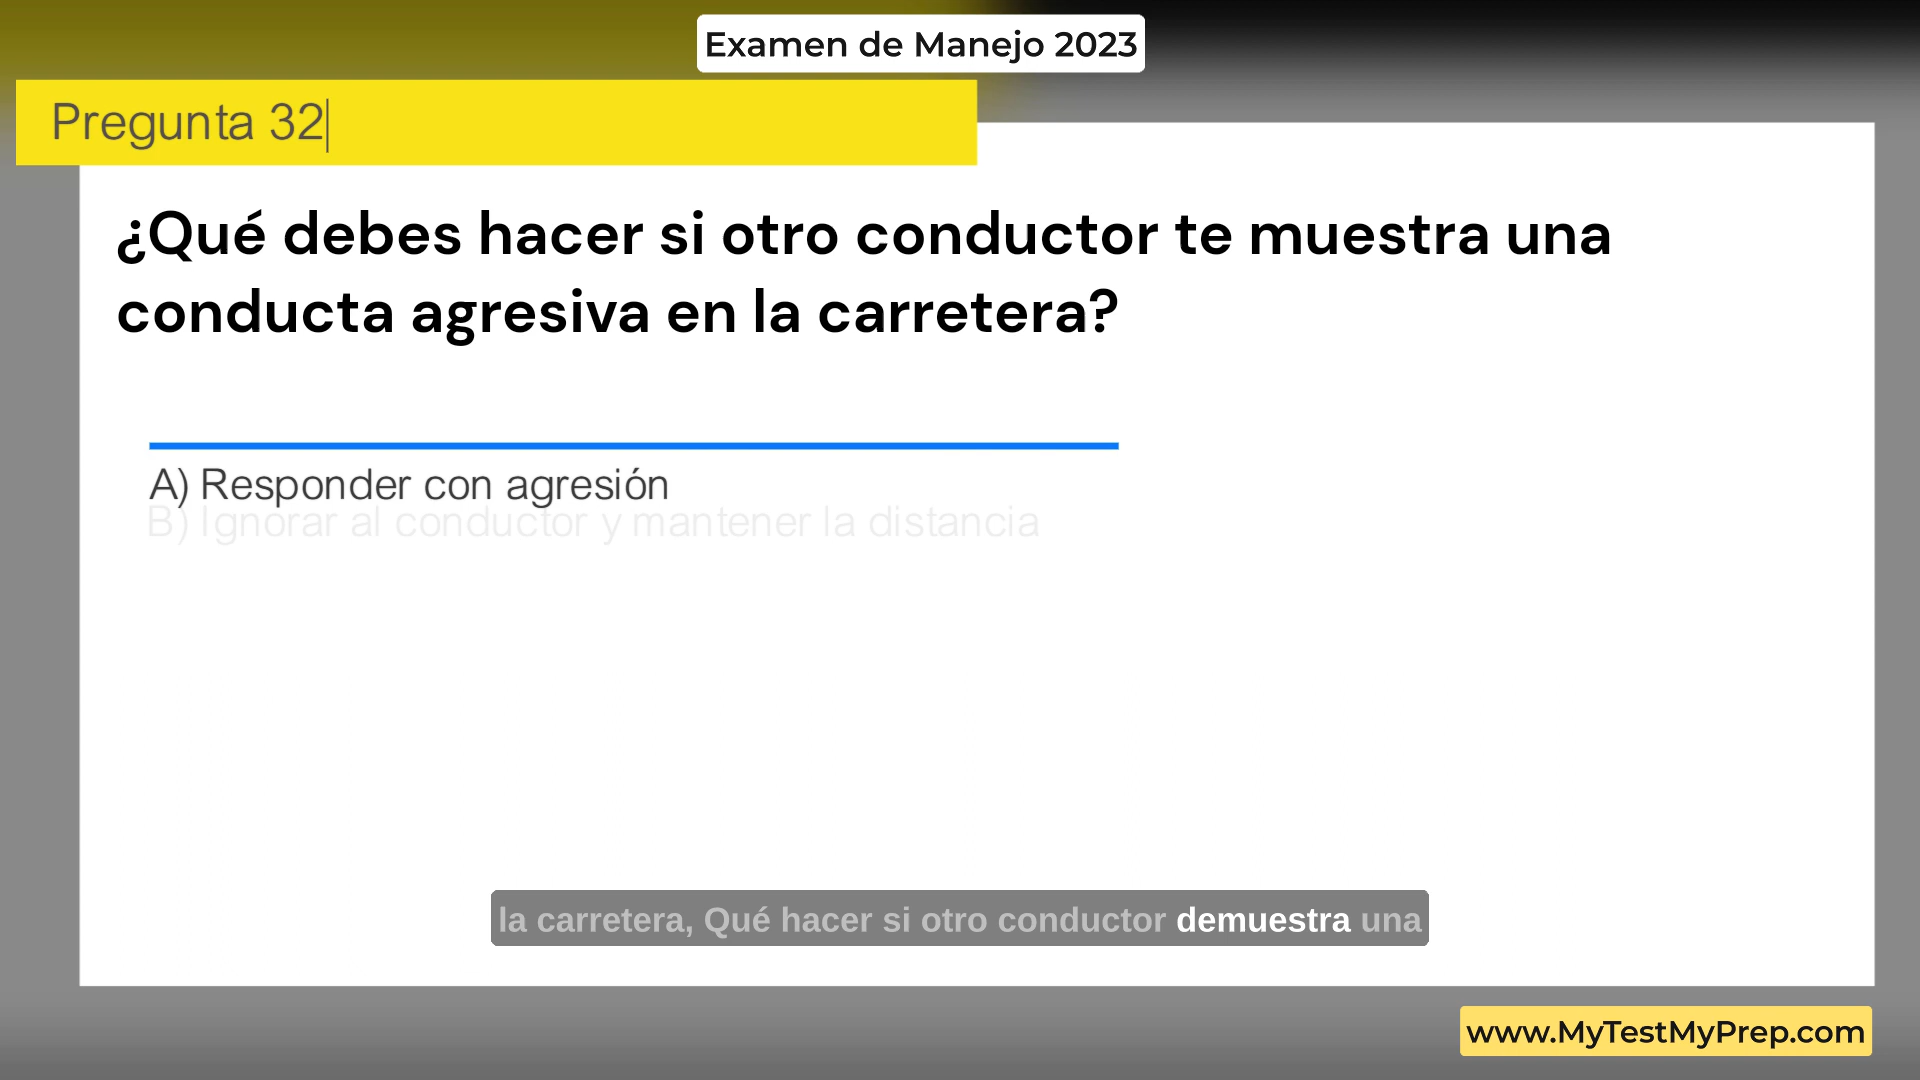 Examen de Manejo 2023
Pregunta 32
¿Qué debes hacer si otro conductor te muestra una
conducta agresiva en la carretera?
A) Responder con agresión
B) Ignorar al conductor y mantener la distancia
la carretera, Qué hacer si otro conductor demuestra una
www.MyTestMyPrep.com